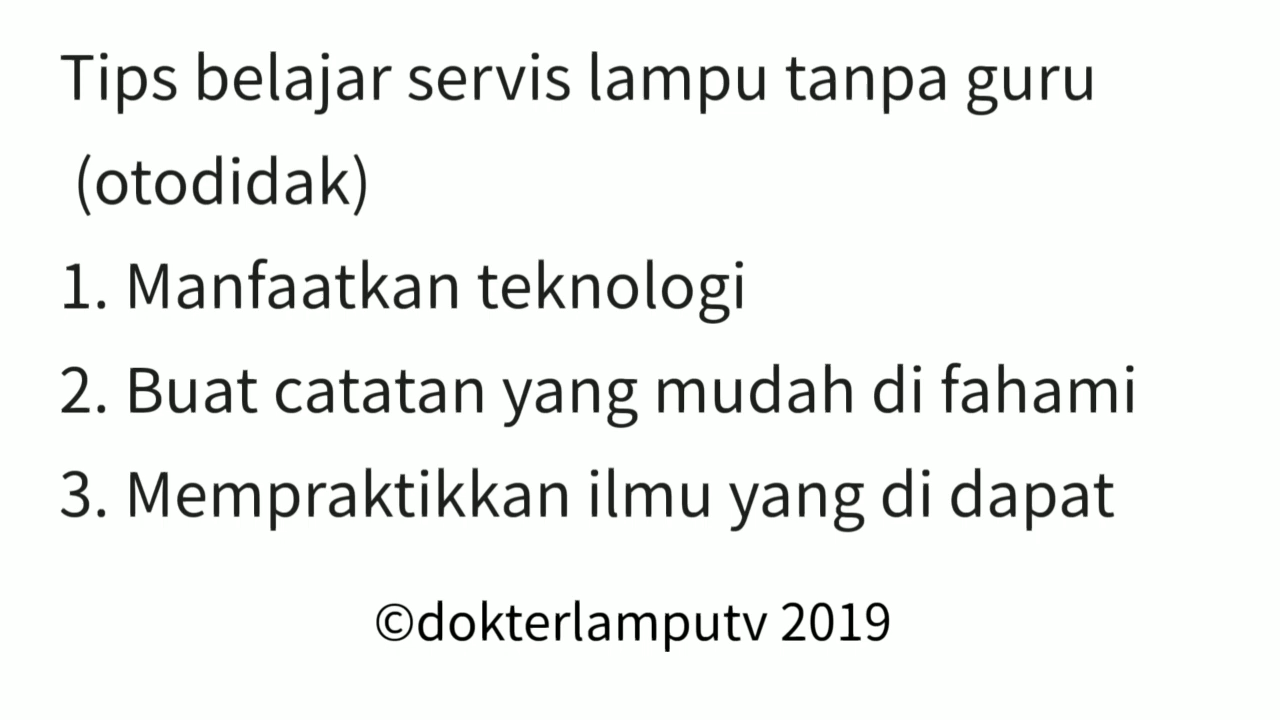 Tips belajar servis lampu tanpa guru
(otodidak)
1. Manfaatkan teknologi
2. Buat catatan yang mudah di fahami
3. Mempraktikkan ilmu yang di dapat
©dokterlamputv 2019